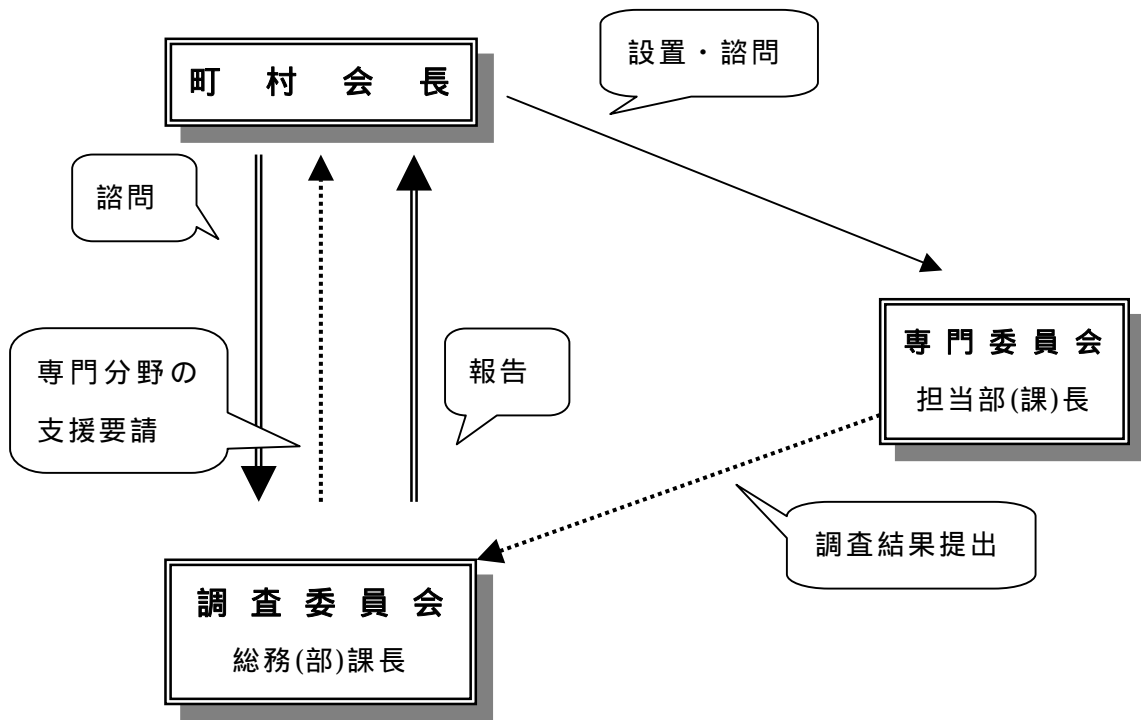 設置・諮問
町村会長
諮問
専門分野の
支援要請
報告
専門委員会
担当部(課)長
調査結果提出
調査委員会
総務(部)課長